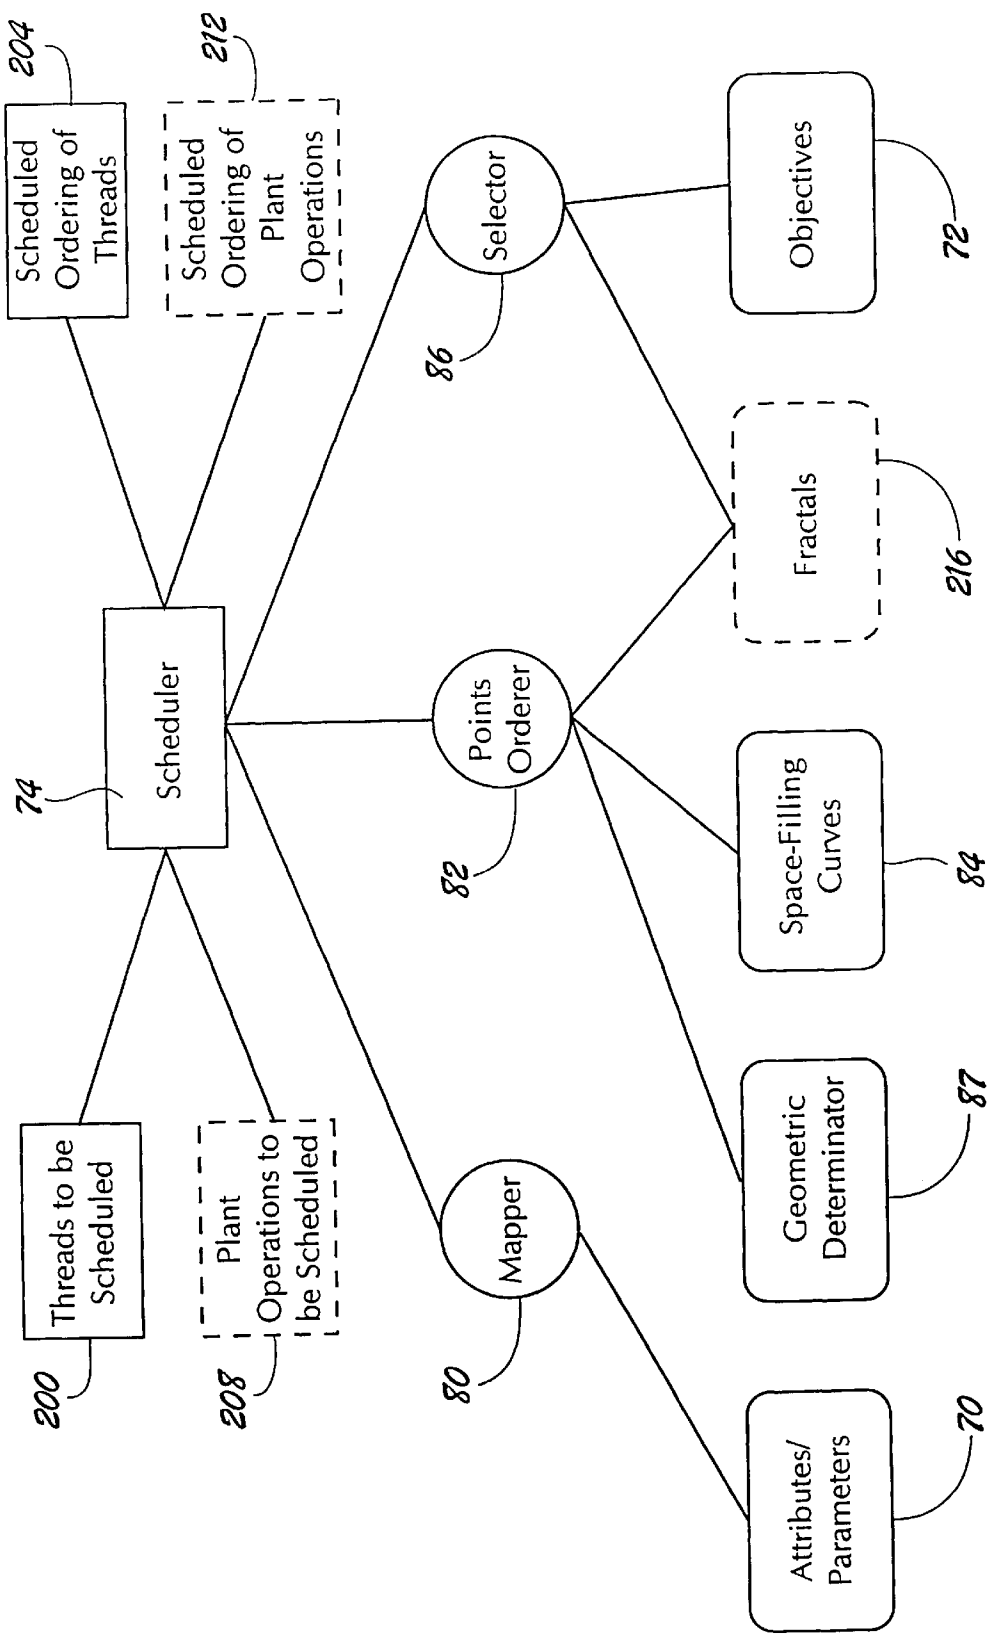 200
Threads to be
Scheduled
74
Scheduler
204
Scheduled
Ordering of
Threads
208
Plant
Operations to
be Scheduled
212
Scheduled
Ordering of
Plant
Operations
80
Mapper
82
Points
Orderer
86
Selector
Attributes/
Parameters
70
Geometric
Determinator
87
Space-Filling
Curves
84
Fractals
216
Objectives
72